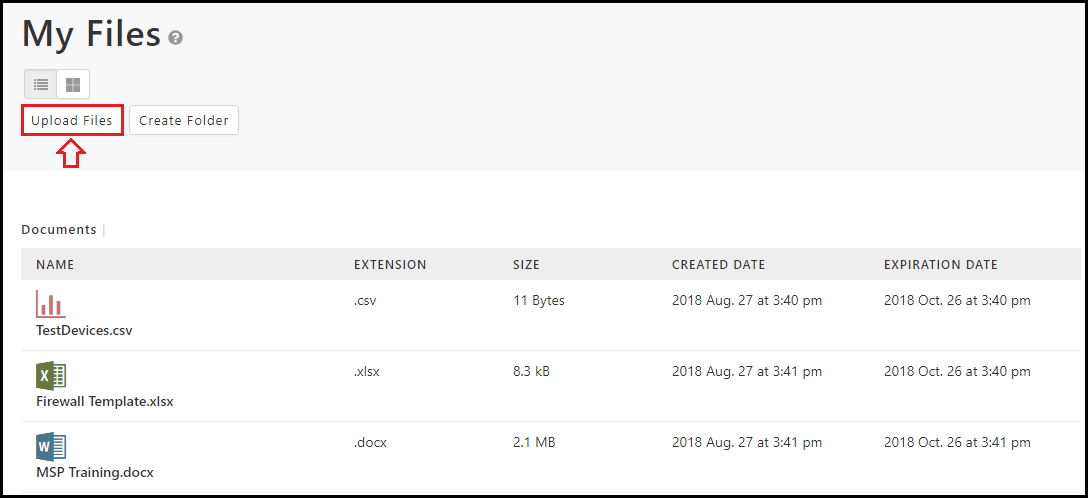 My Files ?
Upload Files Create Folder
Documents |
NAME EXTENSION SIZE CREATED DATE EXPIRATION DATE
.csv 11 Bytes 2018 Aug. 27 at 3:40 pm 2018 Oct. 26 at 3:40 pm
TestDevices.csv
X .xlsx 8.3 kB 2018 Aug. 27 at 3:41 pm 2018 Oct. 26 at 3:40 pm
Firewall Template.xlsx
W .docx 2.1 MB 2018 Aug. 27 at 3:41 pm 2018 Oct. 26 at 3:41 pm
MSP Training.docx